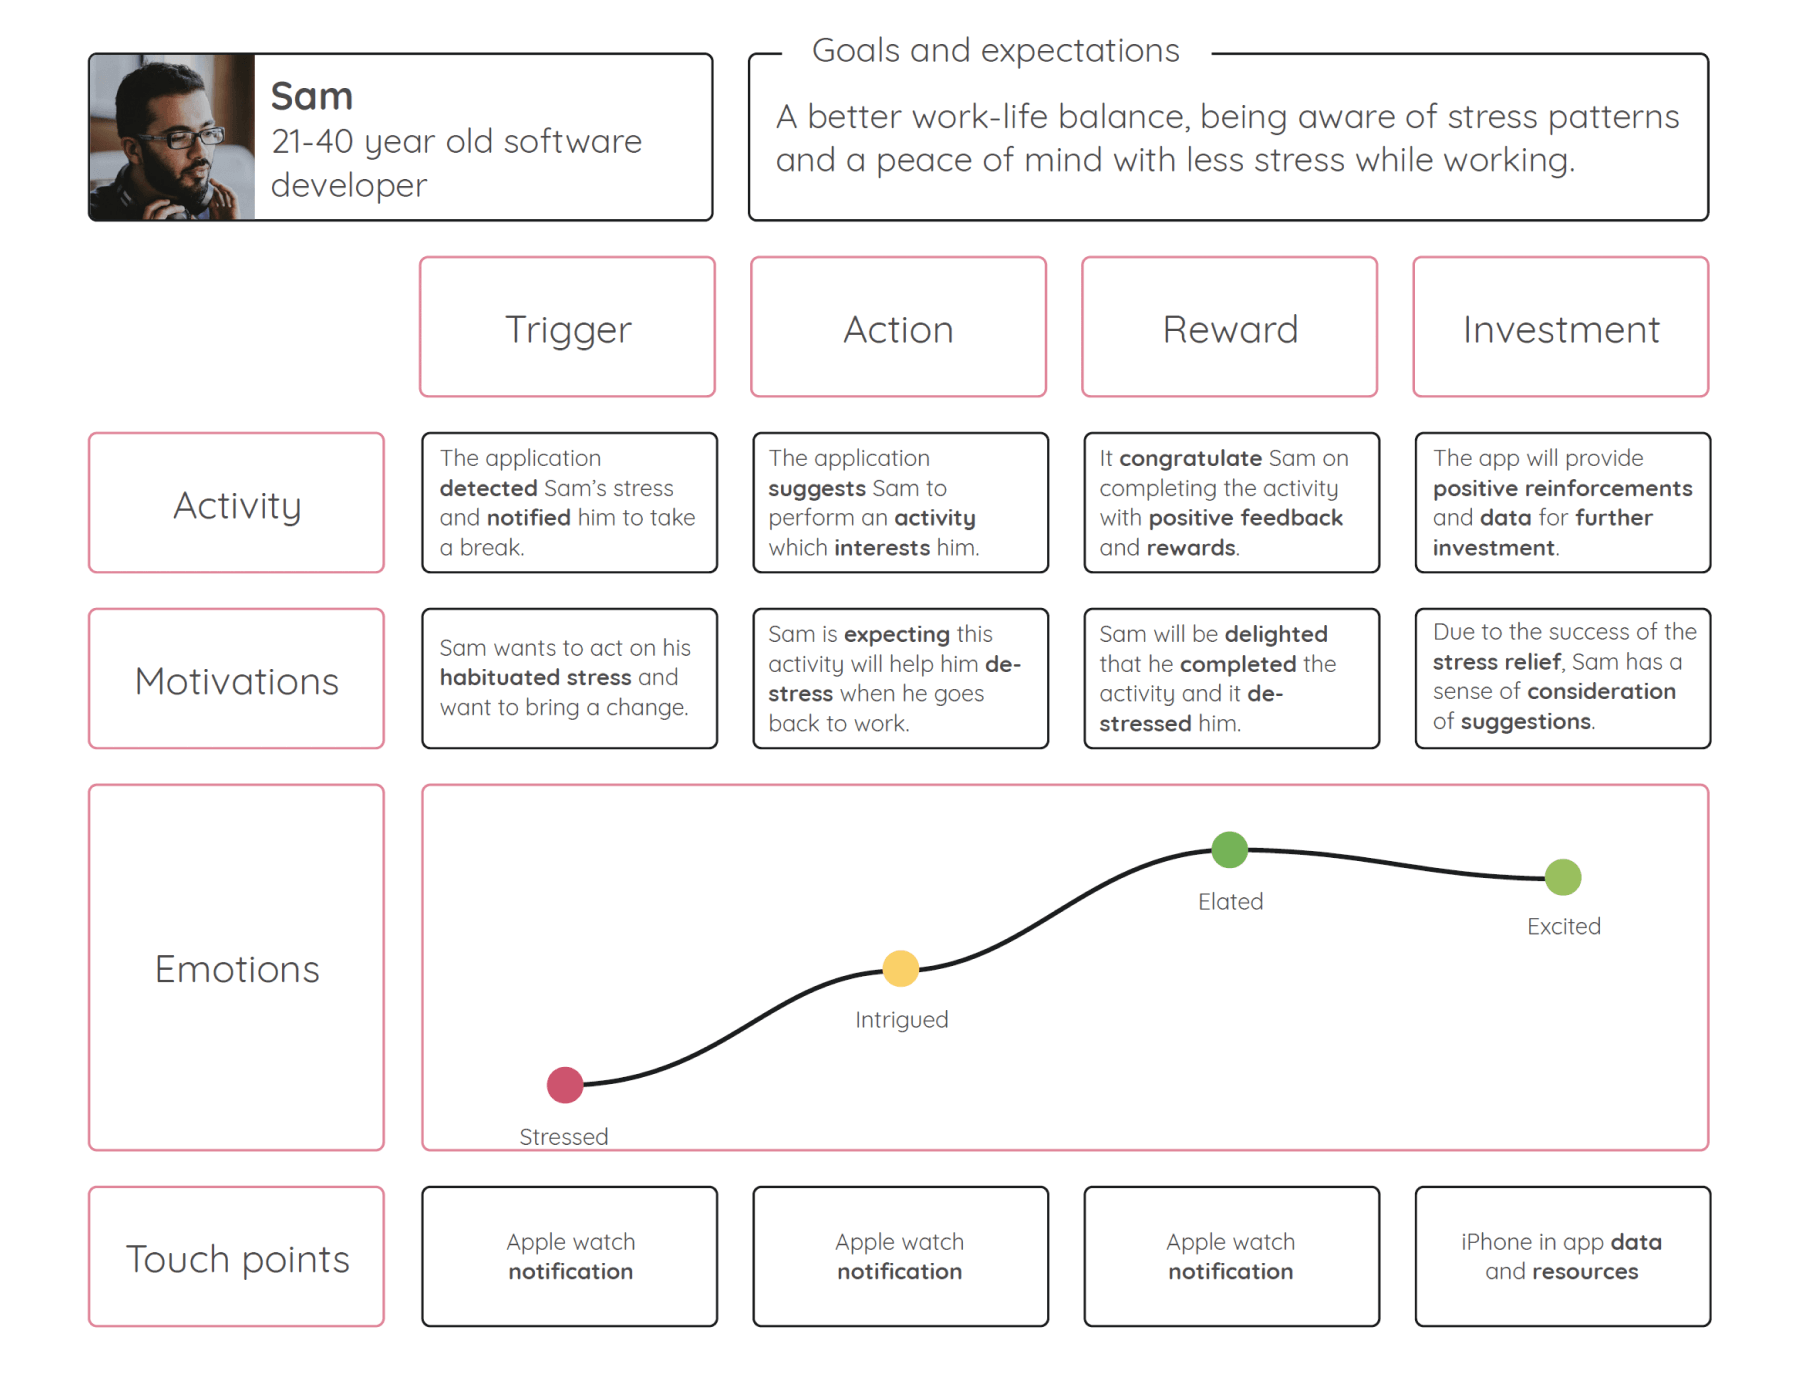 Sam
21-40 year old software
developer
Goals and expectations
A better work-life balance, being aware of stress patterns
and a peace of mind with less stress while working.
Trigger
Action
Reward
Investment
Activity
The application
detected Sam's stress
and notified him to take
a break.
The application
suggests Sam to
perform an activity
which interests him.
It congratulate Sam on
completing the activity
with positive feedback
and rewards.
The app will provide
positive reinforcements
and data for further
investment.
Motivations
Sam wants to act on his
habituated stress and
want to bring a change.
Sam is expecting this
activity will help him de-
stress when he goes
back to work.
Sam will be delighted
that he completed the
activity and it de-
stressed him.
Due to the success of the
stress relief, Sam has a
sense of consideration
of suggestions.
Emotions
Stressed
Intrigued
Elated
Excited
Touch points
Apple watch
notification
Apple watch
notification
Apple watch
notification
iPhone in app data
and resources